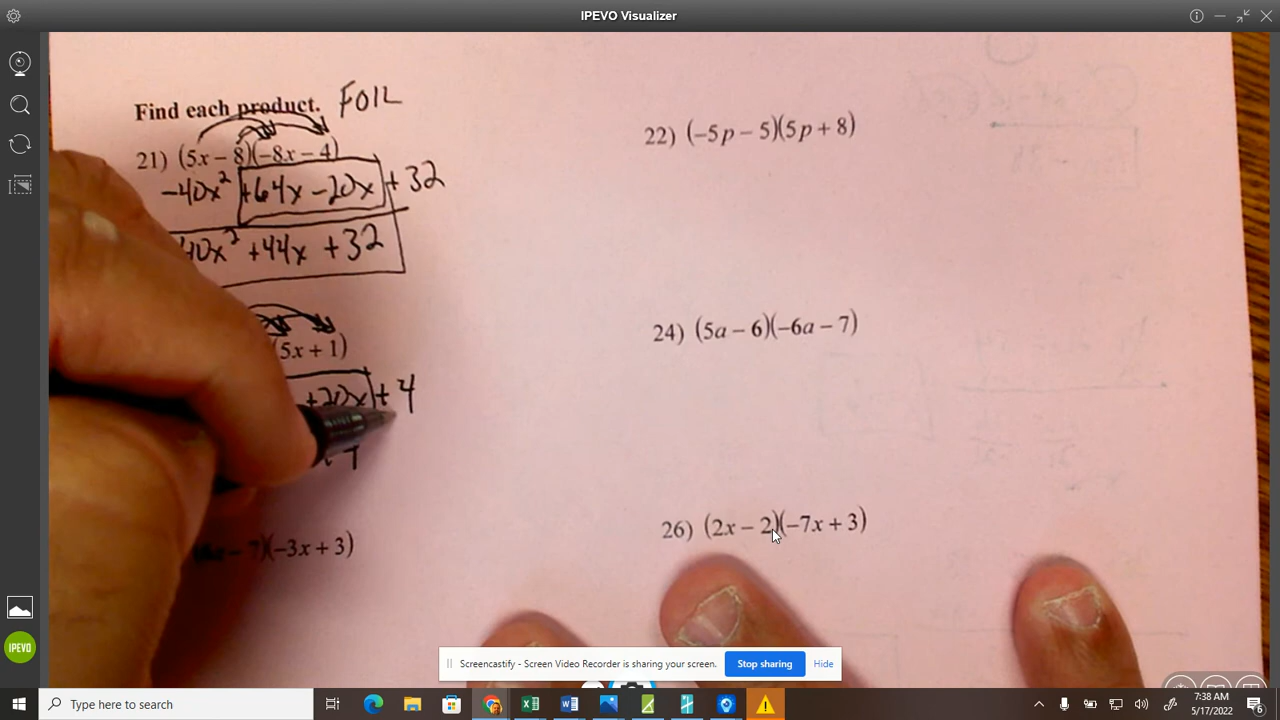 IPEVO Visualizer
Find each product. FOIL
21) (5x − 8)(−8x − 4)
−40x² +64x −20x + 32
40x² +44x +32
(5x + 1)
+20x + 4
7)(−3x + 3)
22) (−5p − 5)(5p + 8)
24) (5a − 6)(−6a − 7)
26) (2x − 2)(−7x + 3)
IPEVO
Screencastify - Screen Video Recorder is sharing your screen.
Stop sharing
Hide
Type here to search
7:38 AM
5/17/2022
6